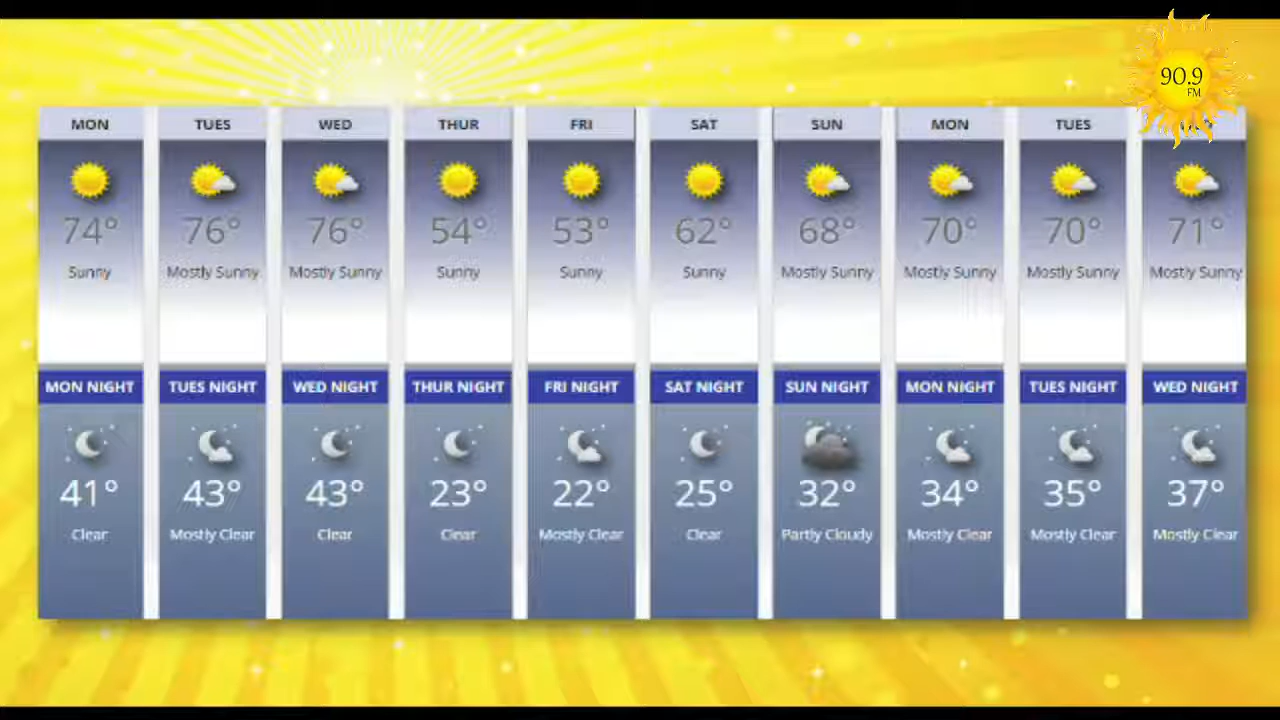 90.9
FM
MON TUES WED THUR FRI SAT SUN MON TUES
74° 76° 76° 54° 53° 62° 68° 70° 70° 71°
Sunny Mostly Sunny Mostly Sunny Sunny Sunny Sunny Mostly Sunny Mostly Sunny Mostly Sunny Mostly Sunny
MON NIGHT TUES NIGHT WED NIGHT THUR NIGHT FRI NIGHT SAT NIGHT SUN NIGHT MON NIGHT TUES NIGHT WED NIGHT
41° 43° 43° 23° 22° 25° 32° 34° 35° 37°
Clear Mostly Clear Clear Clear Mostly Clear Clear Partly Cloudy Mostly Clear Mostly Clear Mostly Clear